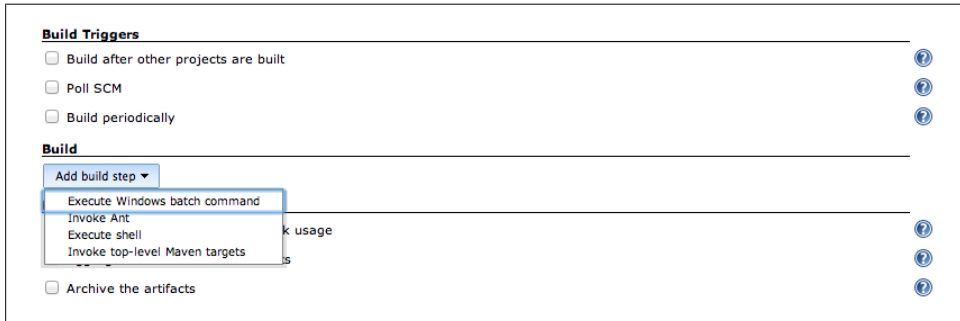 Build Triggers
Build after other projects are built
Poll SCM
Build periodically
Build
Add build step
Execute Windows batch command
Invoke Ant
Execute shell
k usage
Invoke top-level Maven targets
Archive the artifacts